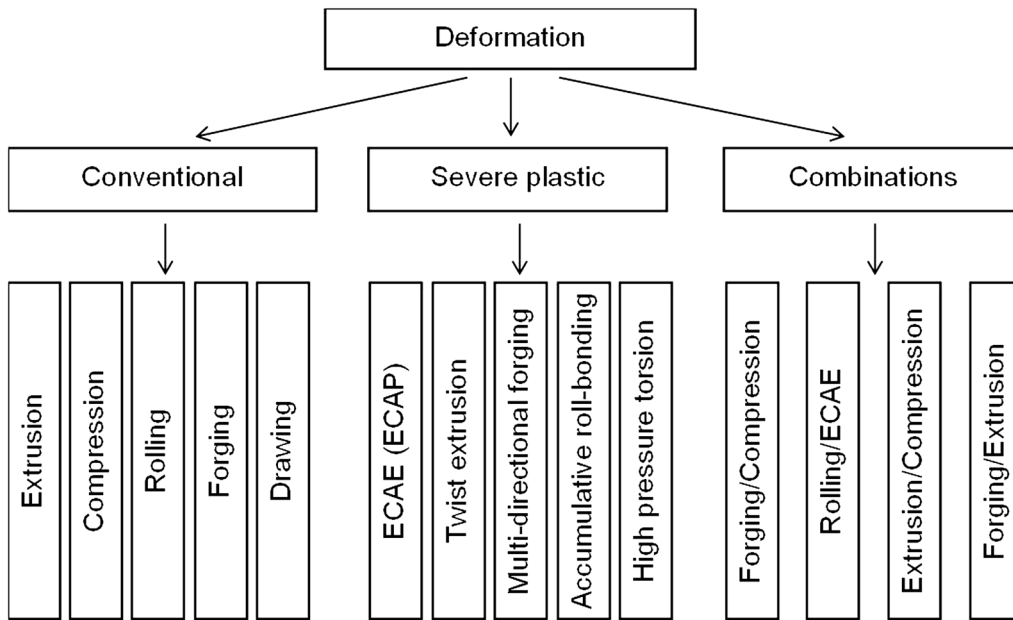 Deformation
Conventional
Severe plastic
Combinations
Extrusion
Compression
Rolling
Forging
Drawing
ECAE (ECAP)
Twist extrusion
Multi-directional forging
Accumulative roll-bonding
High pressure torsion
Forging/Compression
Rolling/ECAE
Extrusion/Compression
Forging/Extrusion